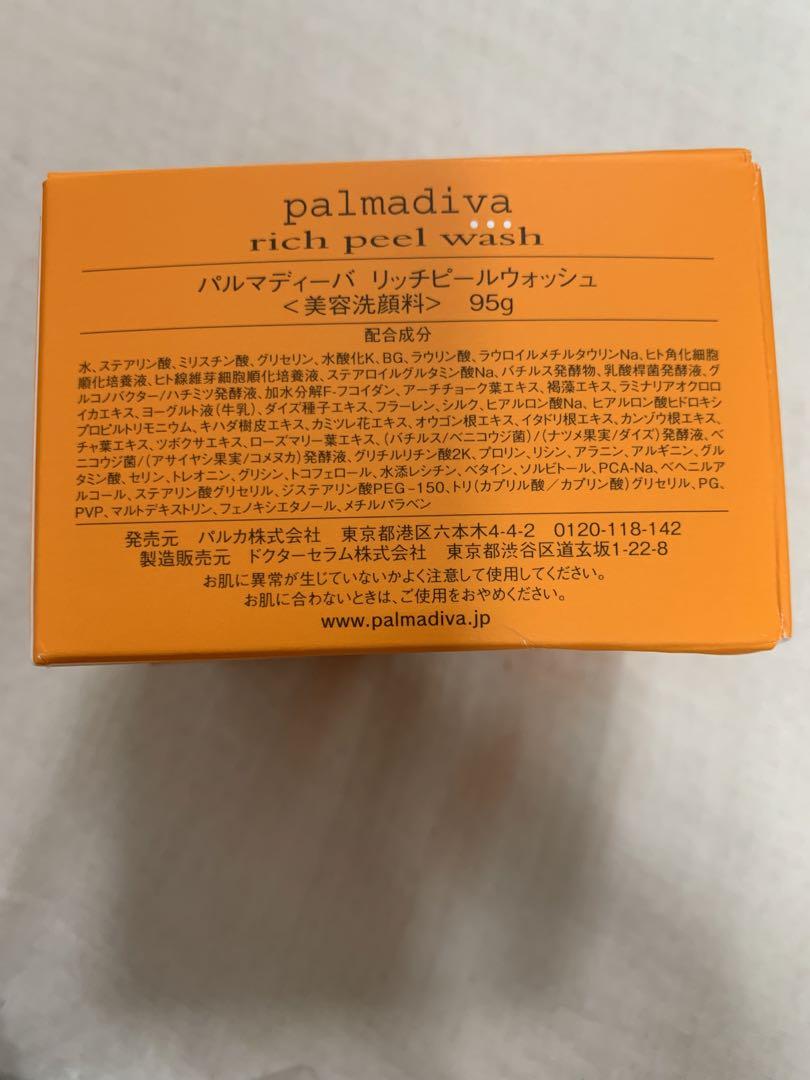 palmadiva
rich peel wash
パルマディーバ リッチピールウォッシュ
＜美容洗顔料＞ 95g
配合成分
水、ステアリン酸、ミリスチン酸、グリセリン、水酸化K、BG、ラウリン酸、ラウロイルメチルタウリンNa、ヒト角化細胞
順化培養液、ヒト線維芽細胞順化培養液、ステアロイルグルタミン酸Na、バチルス発酵物、乳酸桿菌発酵液、グ
ルコノバクター/ハチミツ発酵液、加水分解F-フコイダン、アーチチョーク葉エキス、褐藻エキス、ラミナリアオクロロ
イカエキス、ヨーグルト液（牛乳）、ダイズ種子エキス、フラーレン、シルク、ヒアルロン酸Na、ヒアルロン酸ヒドロキシ
プロピルトリモニウム、キハダ樹皮エキス、カミツレ花エキス、オウゴン根エキス、イタドリ根エキス、カンゾウ根エキス、
チャ葉エキス、ツボクサエキス、ローズマリー葉エキス、（バチルス/ベニコウジ菌）/（ナツメ果実/ダイズ）発酵液、ベ
ニコウジ菌/（アサイヤシ果実/コメヌカ）発酵液、グリチルリチン酸2K、プロリン、リシン、アラニン、アルギニン、グル
タミン酸、セリン、トレオニン、グリシン、トコフェロール、水添レシチン、ベタイン、ソルビトール、PCA-Na、ベヘニルア
ルコール、ステアリン酸グリセリル、ジステアリン酸PEG-150、トリ（カプリル酸／カプリン酸）グリセリル、PG、
PVP、マルトデキストリン、フェノキシエタノール、メチルパラベン
発売元 パルカ株式会社 東京都港区六本木4-4-2 0120-118-142
製造販売元 ドクターセラム株式会社 東京都渋谷区道玄坂1-22-8
お肌に異常が生じていないかよく注意して使用してください。
お肌に合わないときは、ご使用をおやめください。
www.palmadiva.jp